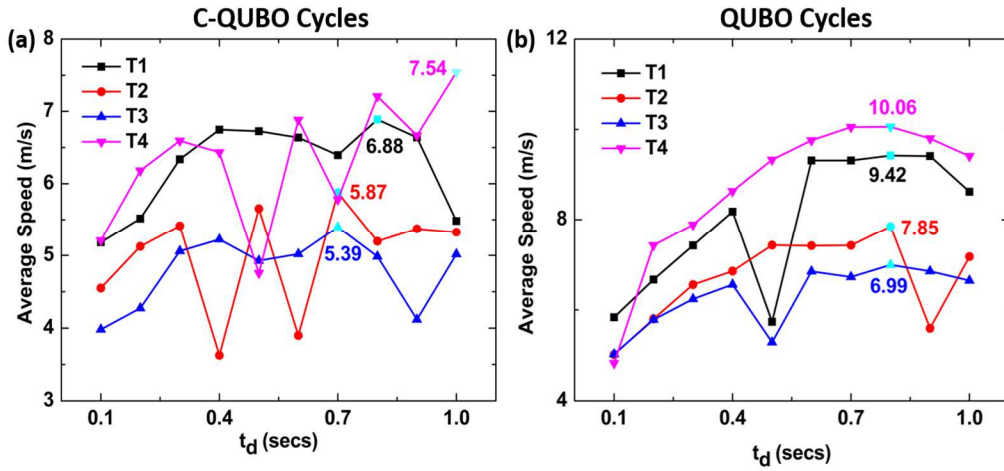 C-QUBO Cycles
(a)
T1
T2
T3
T4
7.54
6.88
5.87
5.39
8
7
6
5
4
3
Average Speed (m/s)
0.1
0.4
0.7
1.0
t_d (secs)
QUBO Cycles
(b)
T1
T2
T3
T4
10.06
9.42
7.85
6.99
12
8
4
Average Speed (m/s)
0.1
0.4
0.7
1.0
t_d (secs)